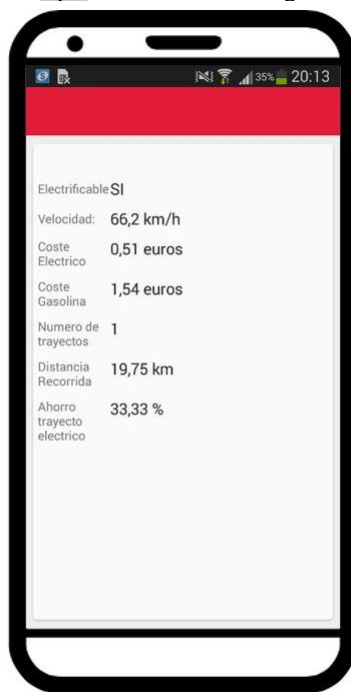 35% 20:13
Electrificable SI
Velocidad: 66,2 km/h
Coste
Electrico 0,51 euros
Coste
Gasolina 1,54 euros
Numero de
trayectos 1
Distancia
Recorrida 19,75 km
Ahorro
trayecto
electrico 33,33 %